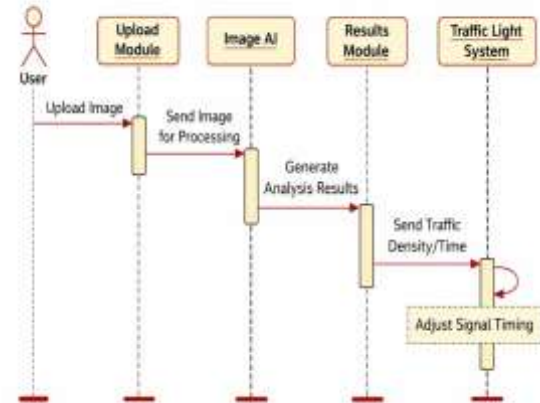 Upload
Module
Image AI
Results
Module
Traffic Light
System
User
Upload Image
Send Image
for Processing
Generate
Analysis Results
Send Traffic
Density/Time
Adjust Signal Timing